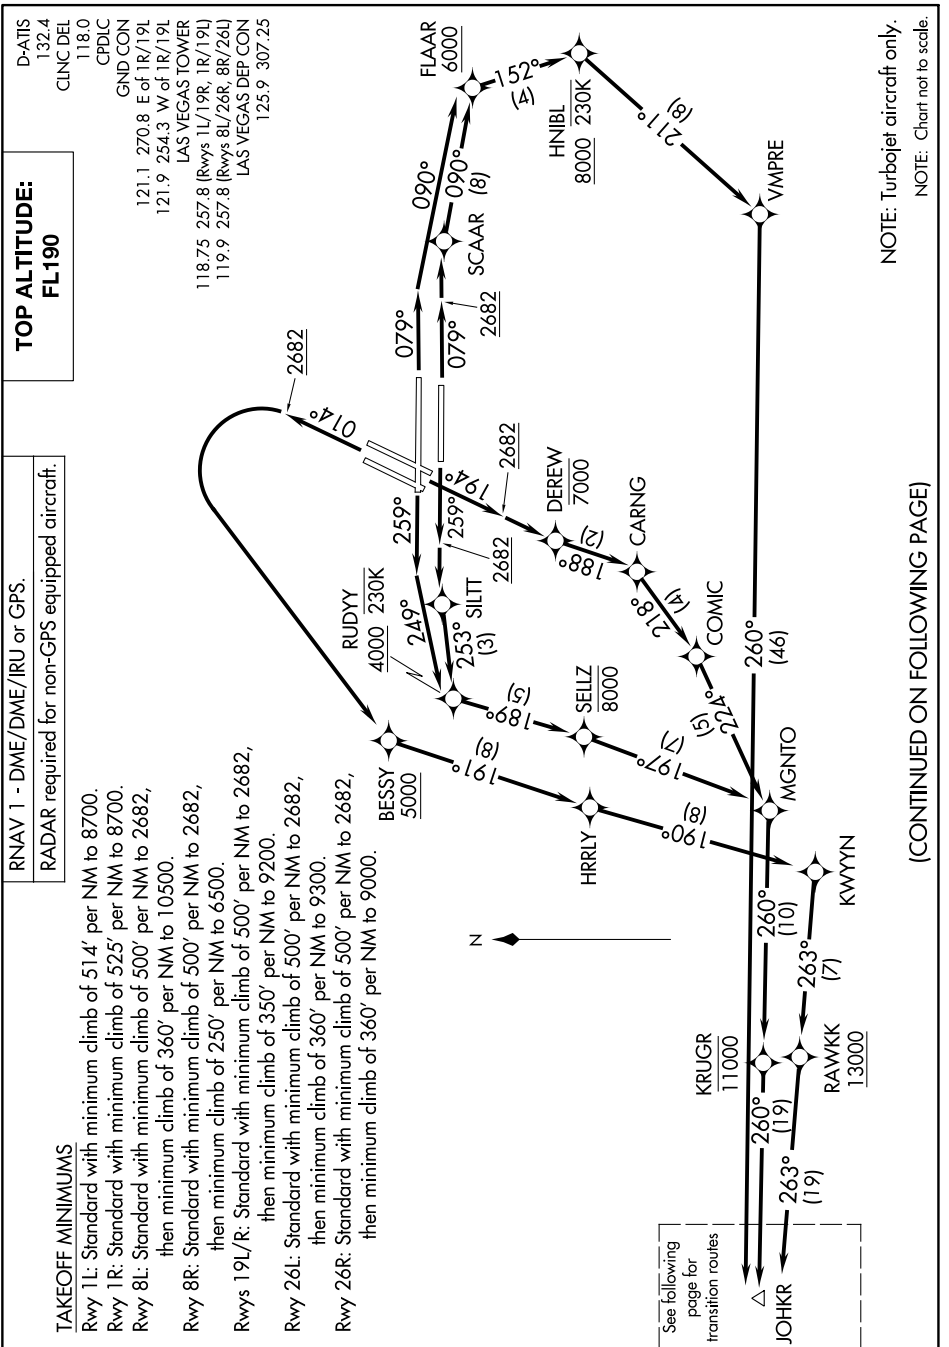 RNAV 1 - DME/DME/IRU or GPS.
RADAR required for non-GPS equipped aircraft.
TOP ALTITUDE:
FL190
D-ATIS
132.4
CLNC DEL
118.0
CPDLC
GND CON
121.1 270.8 E of 1R/19L
121.9 254.3 W of 1R/19L
LAS VEGAS TOWER
118.75 257.8 (Rwys 1L/19R, 1R/19L)
119.9 257.8 (Rwys 8L/26R, 8R/26L)
LAS VEGAS DEP CON
125.9 307.25
TAKEOFF MINIMUMS
Rwy 1L: Standard with minimum climb of 514' per NM to 8700.
Rwy 1R: Standard with minimum climb of 525' per NM to 8700.
Rwy 8L: Standard with minimum climb of 500' per NM to 2682,
then minimum climb of 360' per NM to 10500.
Rwy 8R: Standard with minimum climb of 500' per NM to 2682,
then minimum climb of 250' per NM to 6500.
Rwys 19L/R: Standard with minimum climb of 500' per NM to 2682,
then minimum climb of 350' per NM to 9200.
Rwy 26L: Standard with minimum climb of 500' per NM to 2682,
then minimum climb of 360' per NM to 9300.
Rwy 26R: Standard with minimum climb of 500' per NM to 2682,
then minimum climb of 360' per NM to 9000.
2682
014°
BESSY
5000
191°
(8)
HRRLY
190°
(8)
KWYYN
263°
(7)
RAWKK
13000
263°
(19)
RUDYY
4000 230K
249°
259°
079°
090°
FLAAR
6000
253°
(3)
SILTT
259°
2682
079°
2682
SCAAR
090°
(8)
152°
(4)
HNIBL
8000 230K
211°
(8)
VMPRE
260°
(46)
189°
(5)
SELLZ
8000
197°
(7)
194°
2682
DEREW
7000
188°
(2)
CARNG
218°
(4)
COMIC
224°
(5)
MGNTO
260°
(10)
KRUGR
11000
260°
(19)
N
See following
page for
transition routes
JOHKR
NOTE: Turbojet aircraft only.
NOTE: Chart not to scale.
(CONTINUED ON FOLLOWING PAGE)